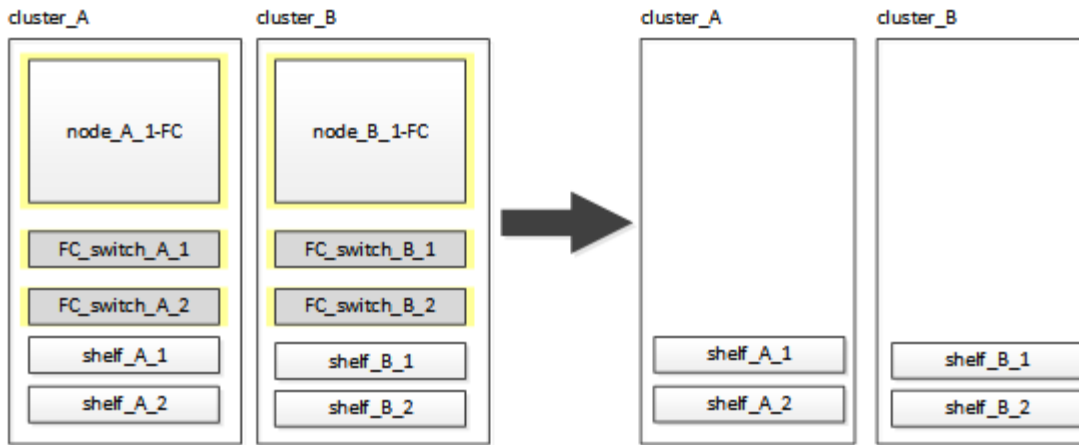 cluster_A
cluster_B
cluster_A
cluster_B
node_A_1-FC
node_B_1-FC
FC_switch_A_1
FC_switch_B_1
FC_switch_A_2
FC_switch_B_2
shelf_A_1
shelf_B_1
shelf_A_1
shelf_B_1
shelf_A_2
shelf_B_2
shelf_A_2
shelf_B_2